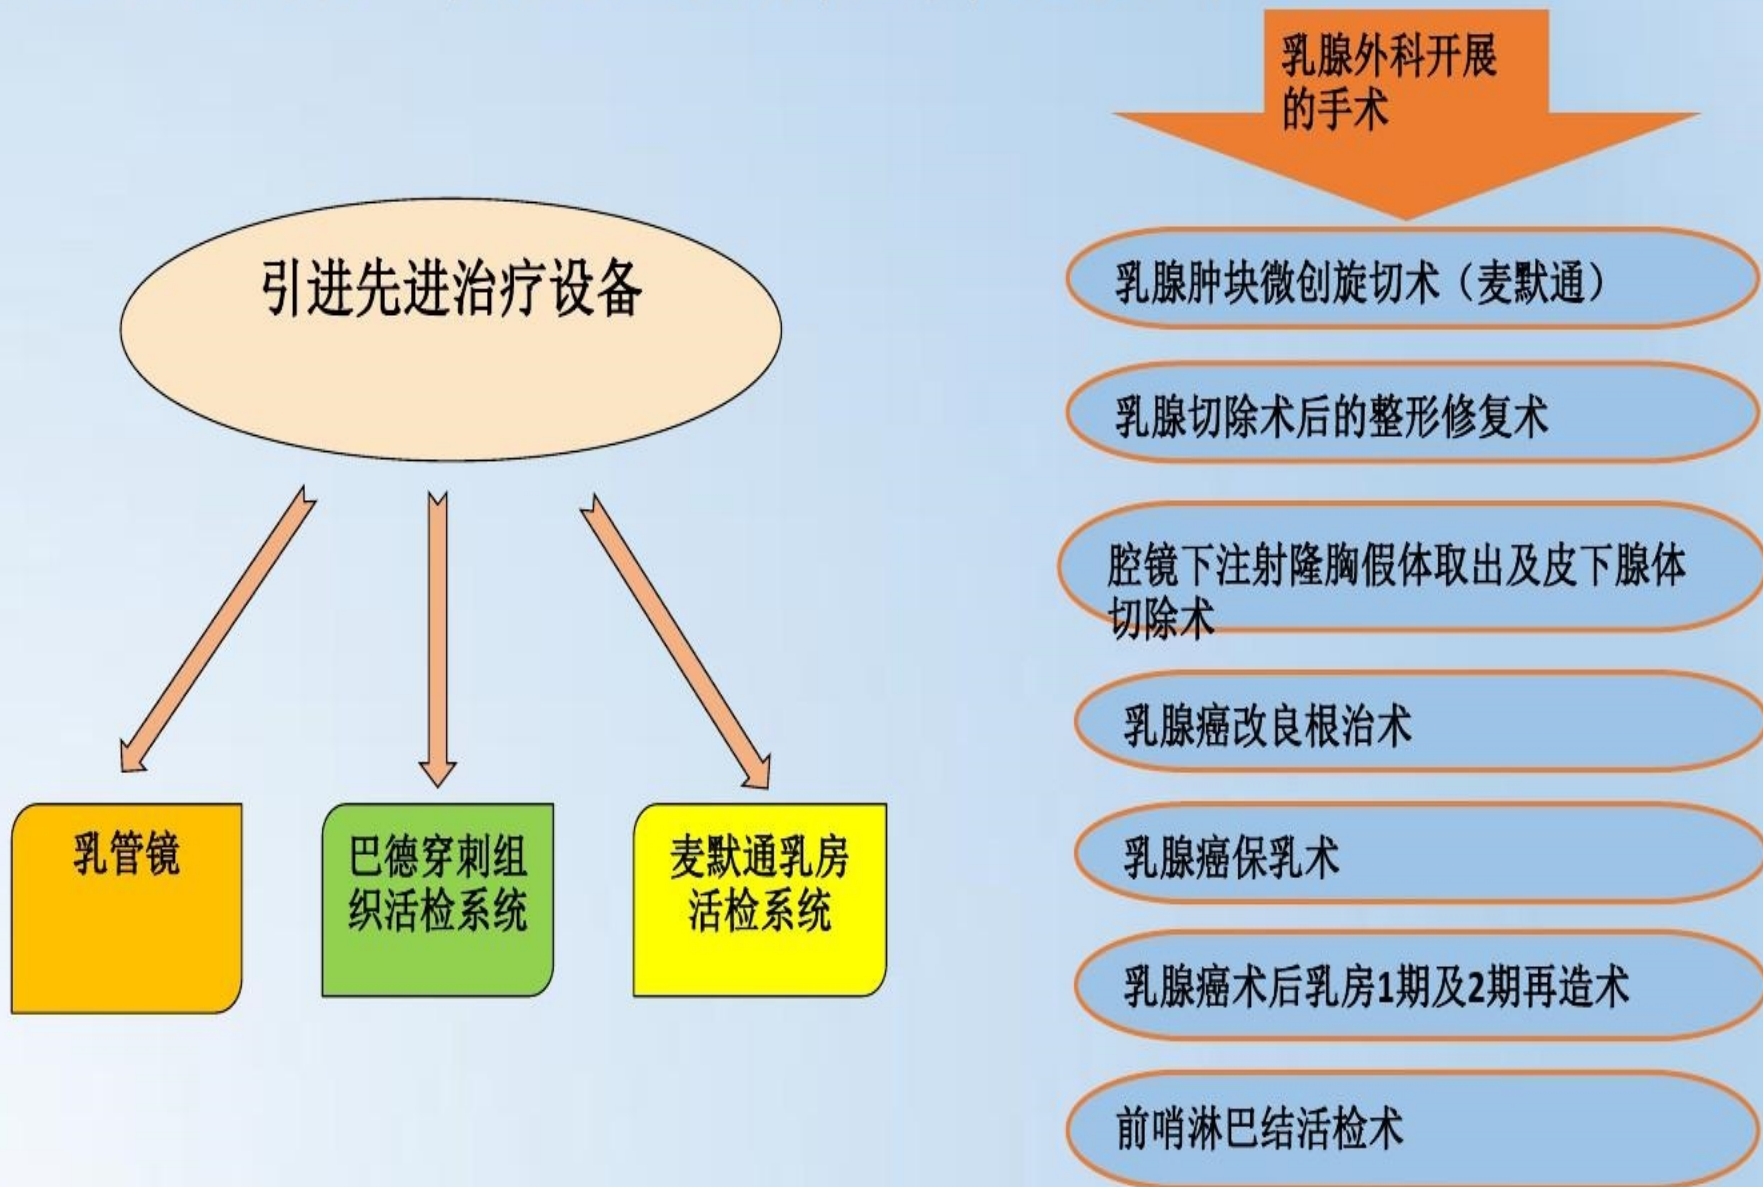 引进先进治疗设备
乳管镜
巴德穿刺组
织活检系统
麦默通乳房
活检系统
乳腺外科开展
的手术
乳腺肿块微创旋切术（麦默通）
乳腺切除术后的整形修复术
腔镜下注射隆胸假体取出及皮下腺体
切除术
乳腺癌改良根治术
乳腺癌保乳术
乳腺癌术后乳房1期及2期再造术
前哨淋巴结活检术